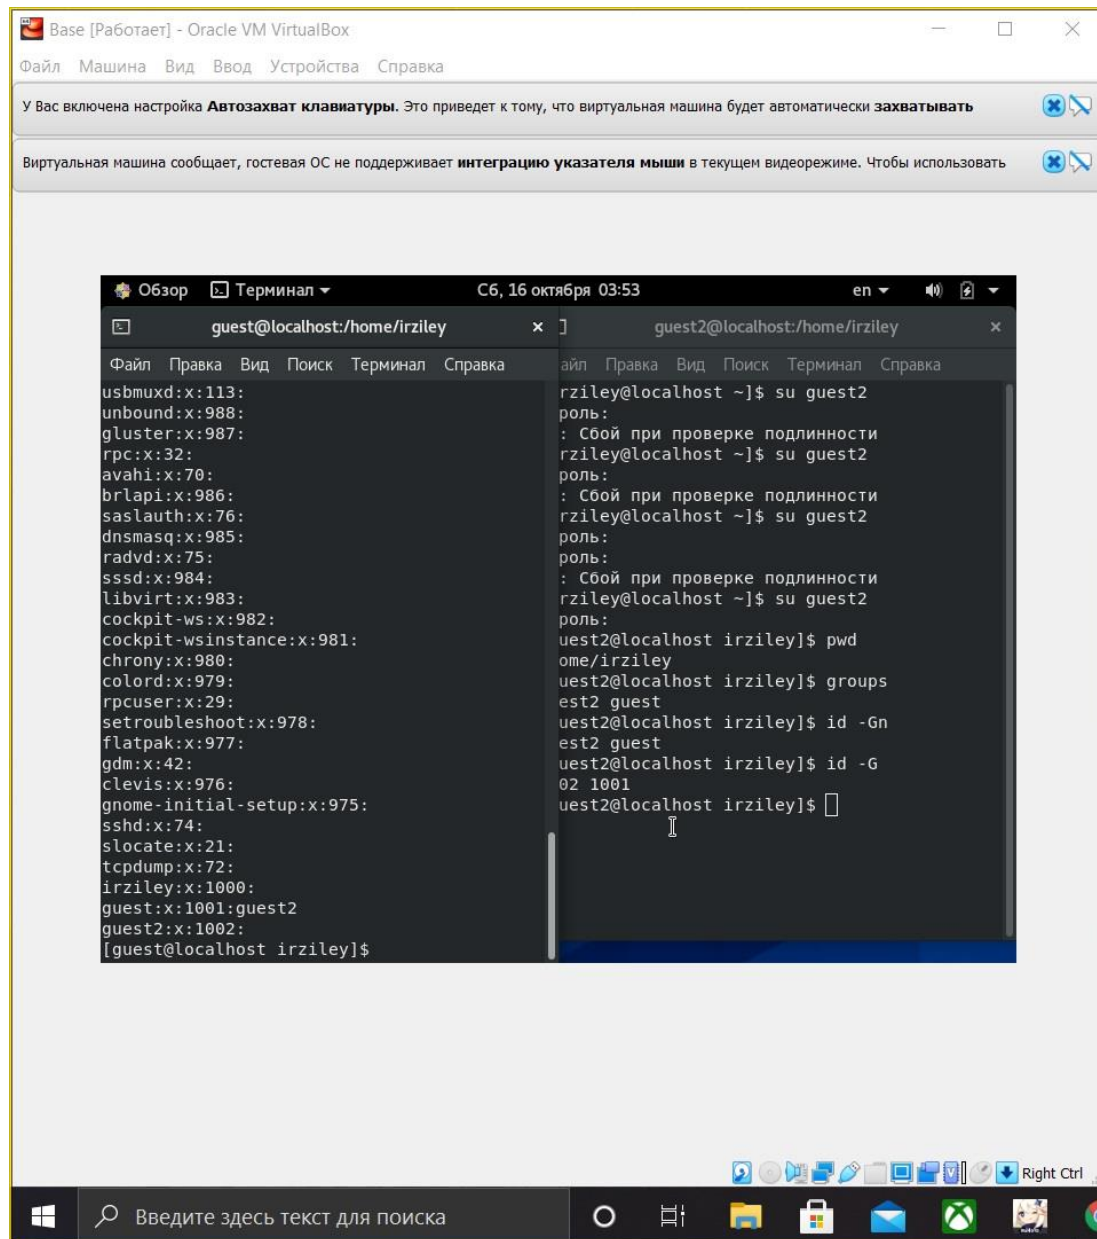 Base [Работает] - Oracle VM VirtualBox
Файл Машина Вид Ввод Устройства Справка
У Вас включена настройка Автозахват клавиатуры. Это приведет к тому, что виртуальная машина будет автоматически захватывать
Виртуальная машина сообщает, гостевая ОС не поддерживает интеграцию указателя мыши в текущем видеорежиме. Чтобы использовать
Обзор Терминал Сб, 16 октября 03:53 en
guest@localhost:/home/irziley
Файл Правка Вид Поиск Терминал Справка
usbmuxd:x:113:
unbound:x:988:
gluster:x:987:
rpc:x:32:
avahi:x:70:
brlapi:x:986:
saslauth:x:76:
dnsmasq:x:985:
radvd:x:75:
sssd:x:984:
libvirt:x:983:
cockpit-ws:x:982:
cockpit-wsinstance:x:981:
chrony:x:980:
colord:x:979:
rpcuser:x:29:
setroubleshoot:x:978:
flatpak:x:977:
gdm:x:42:
clevis:x:976:
gnome-initial-setup:x:975:
sshd:x:74:
slocate:x:21:
tcpdump:x:72:
irziley:x:1000:
guest:x:1001:guest2
guest2:x:1002:
[guest@localhost irziley]$
guest2@localhost:/home/irziley
айл Правка Вид Поиск Терминал Справка
rziley@localhost ~]$ su guest2
роль:
: Сбой при проверке подлинности
rziley@localhost ~]$ su guest2
роль:
: Сбой при проверке подлинности
rziley@localhost ~]$ su guest2
роль:
роль:
: Сбой при проверке подлинности
rziley@localhost ~]$ su guest2
роль:
uest2@localhost irziley]$ pwd
ome/irziley
uest2@localhost irziley]$ groups
est2 guest
uest2@localhost irziley]$ id -Gn
est2 guest
uest2@localhost irziley]$ id -G
02 1001
uest2@localhost irziley]$
Right Ctrl
Введите здесь текст для поиска